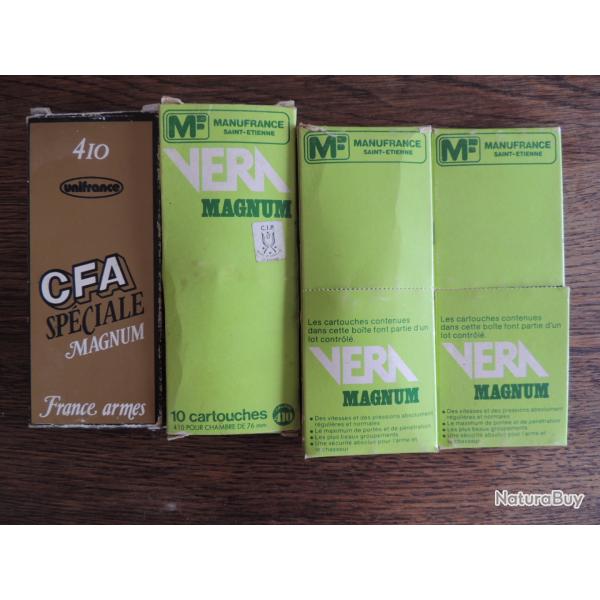 410
unifrance
CFA
SPÉCIALE
MAGNUM
France armes
MF MANUFRANCE
SAINT-ETIENNE
VERA
MAGNUM
C.I.P.
10 cartouches
410 POUR CHAMBRE DE 76 mm
410
MF MANUFRANCE
SAINT-ETIENNE
Les cartouches contenues
dans cette boîte font partie d'un
lot contrôlé.
VERA
MAGNUM
• Des vitesses et des pressions absolument
régulières et normales
• Le maximum de portée et de pénétration
• Les plus beaux groupements
• Une sécurité absolue pour l'arme et
le chasseur
MF MANUFRANCE
SAINT-ETIENNE
Les cartouches contenues
dans cette boîte font partie d'un
lot contrôlé.
VERA
MAGNUM
• Des vitesses et des pressions absolument
régulières et normales
• Le maximum de portée et de pénétration
• Les plus beaux groupements
• Une sécurité absolue pour l'arme et
le chasseur
NaturaBuy